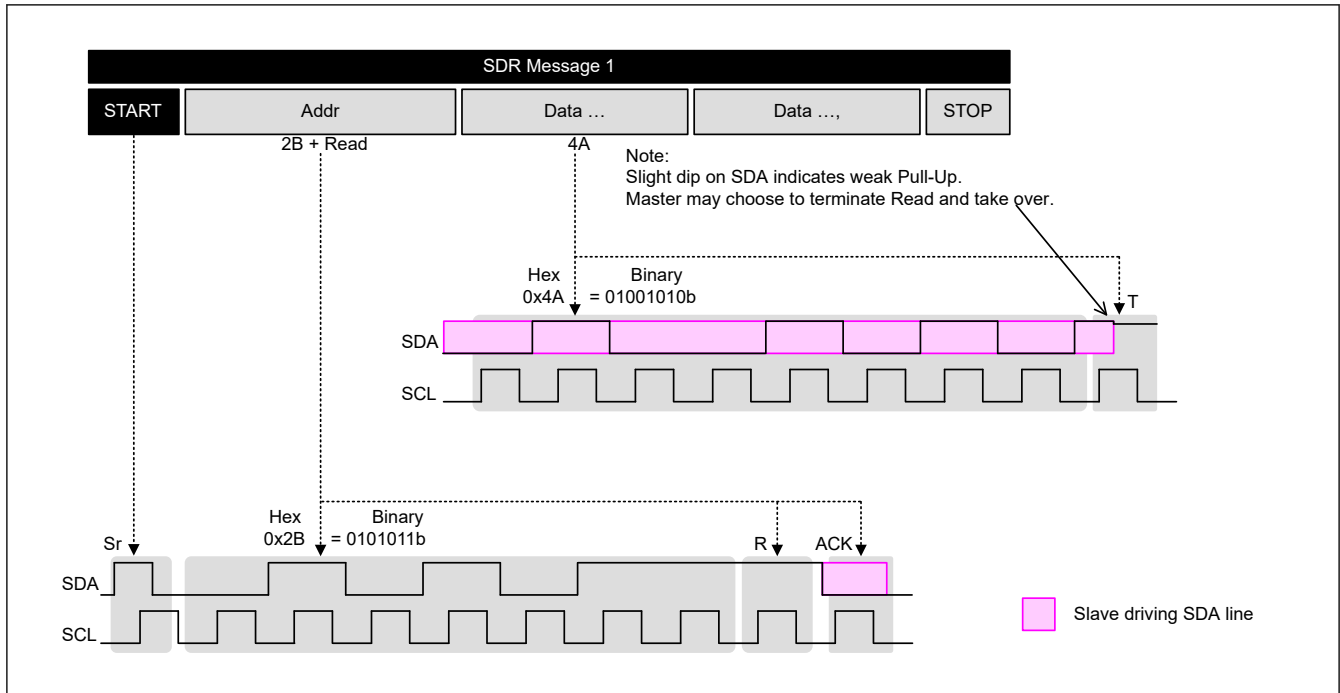 SDR Message 1
START
Addr
Data ...
Data ...,
STOP
2B + Read
4A
Note:
Slight dip on SDA indicates weak Pull-Up.
Master may choose to terminate Read and take over.
Hex
Binary
0x4A
= 01001010b
T
SDA
SCL
Hex
Binary
0x2B
= 0101011b
Sr
R
ACK
SDA
SCL
Slave driving SDA line